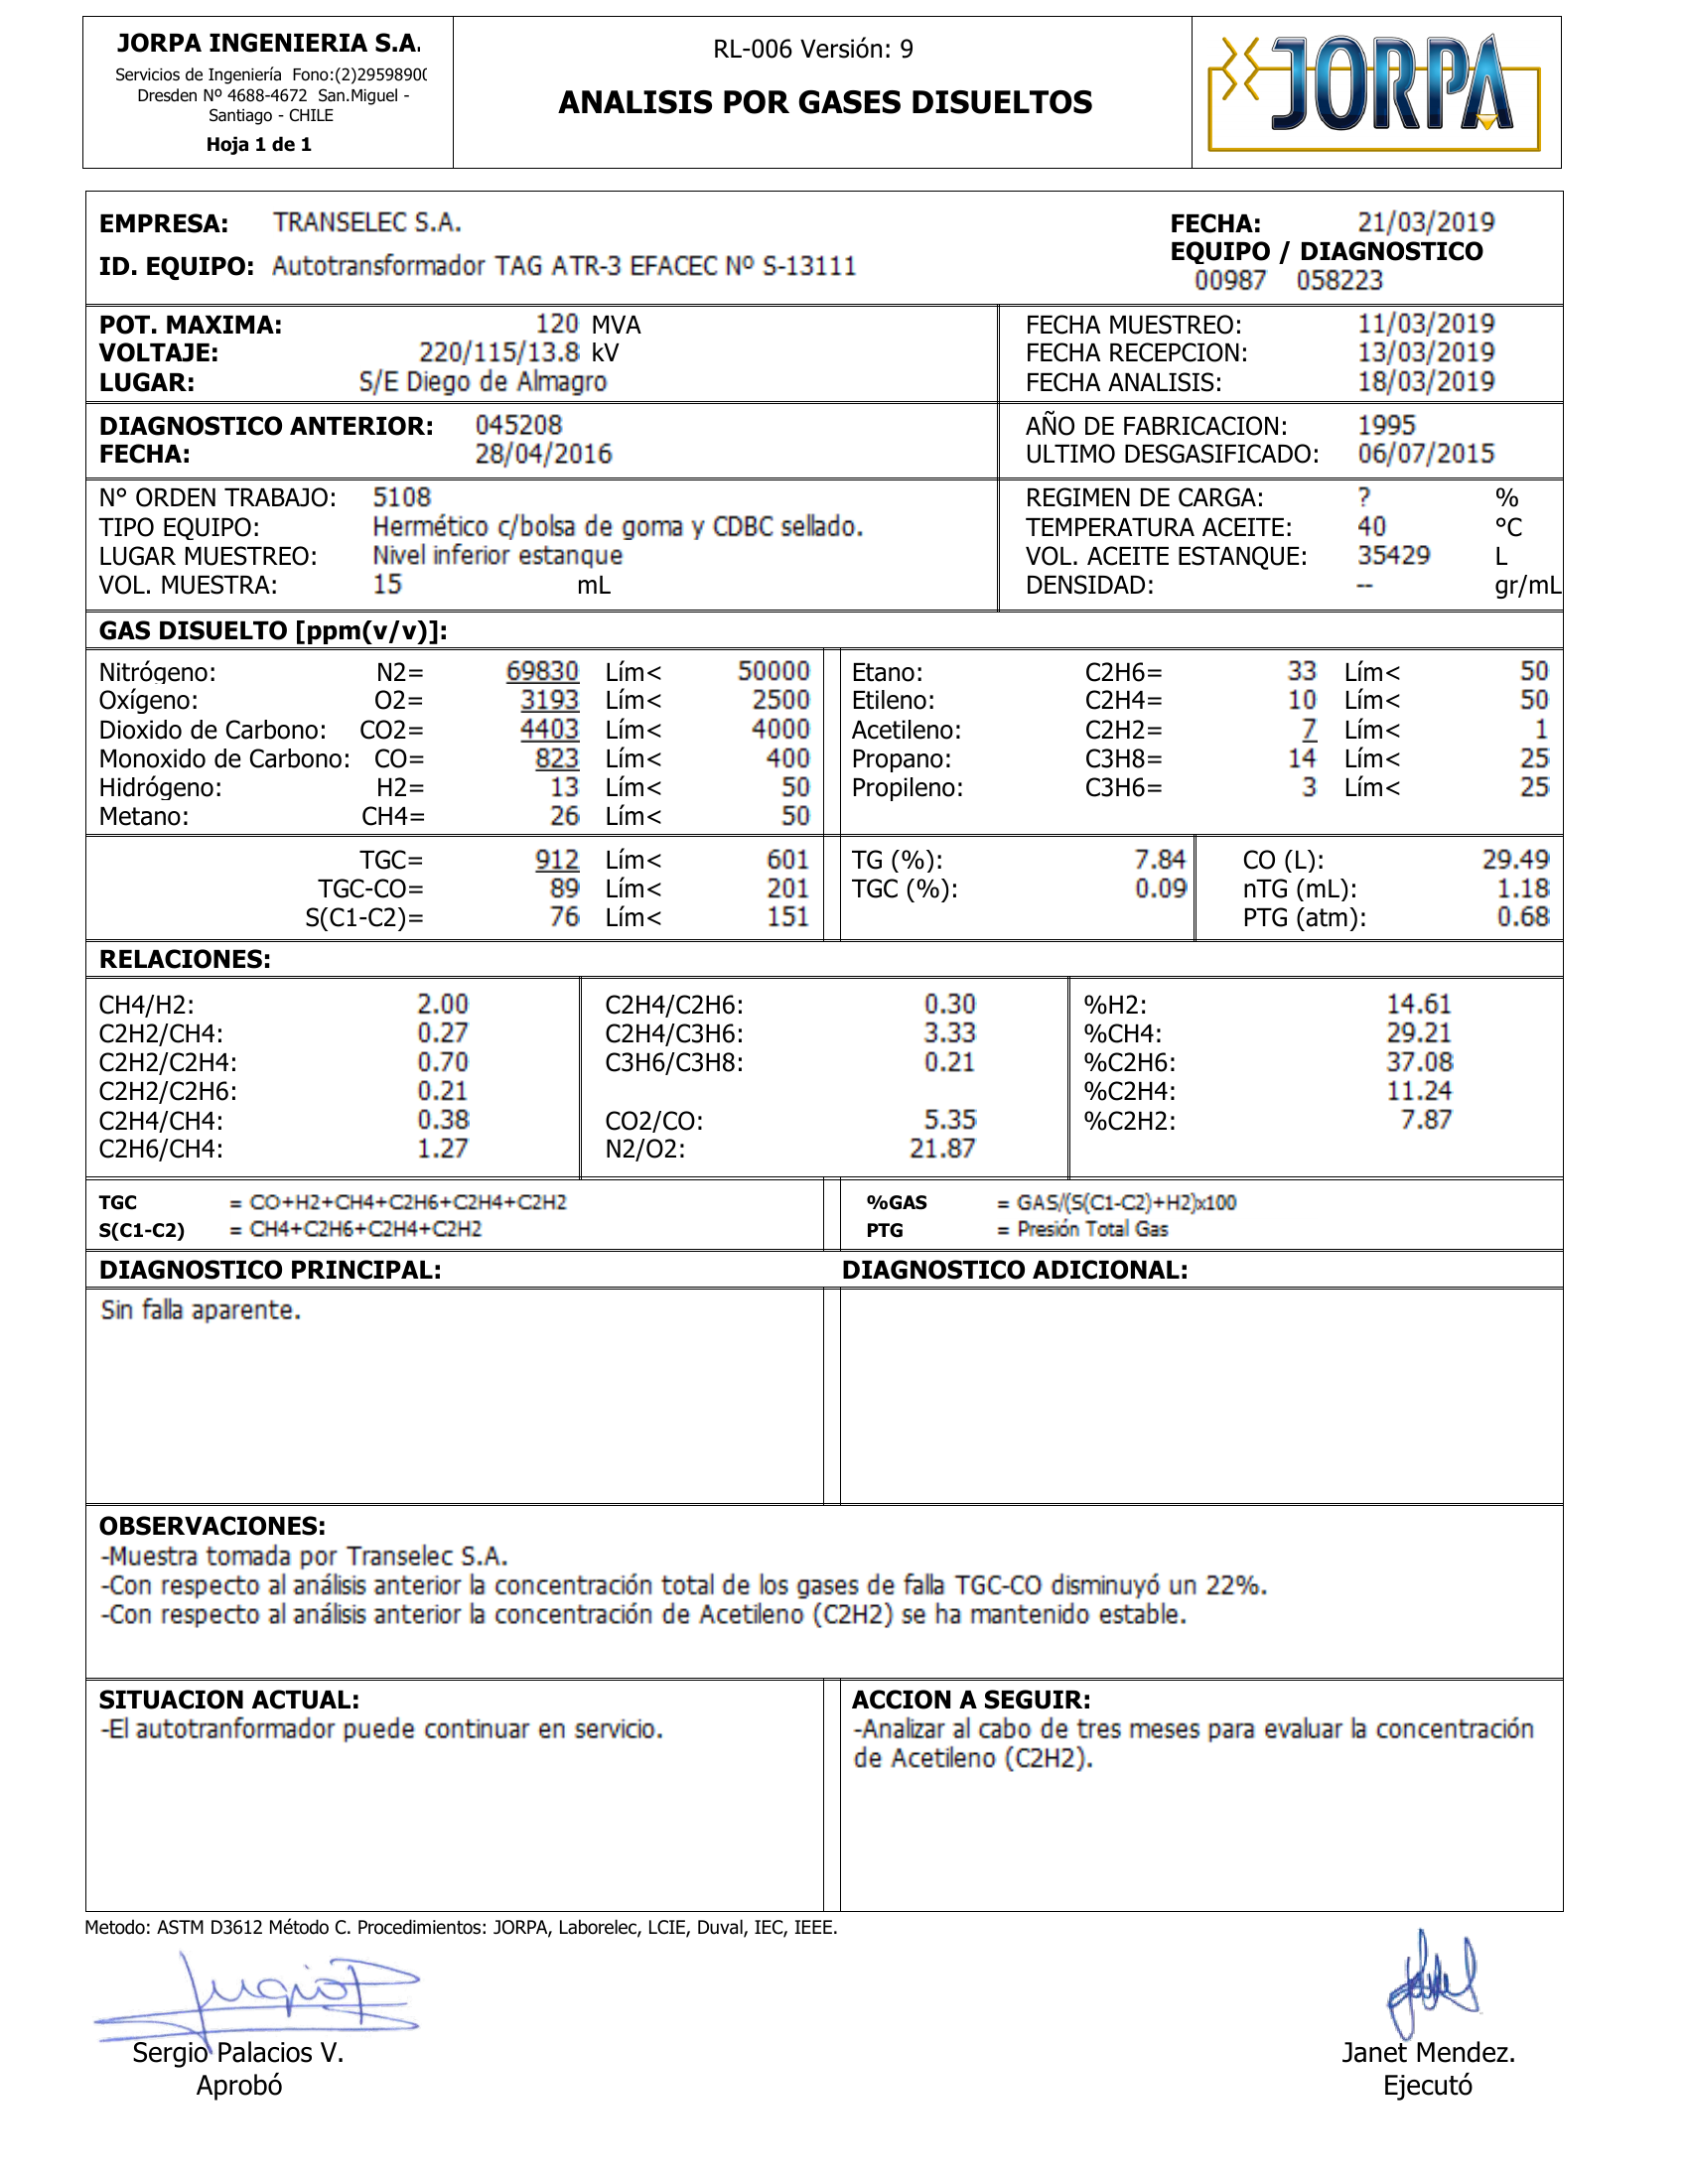 JORPA INGENIERIA S.A.
Servicios de Ingeniería Fono:(2)29598900
Dresden Nº 4688-4672 San.Miguel -
Santiago - CHILE
Hoja 1 de 1
RL-006 Versión: 9
ANALISIS POR GASES DISUELTOS
JORPA
EMPRESA: TRANSELEC S.A.
ID. EQUIPO: Autotransformador TAG ATR-3 EFACEC Nº S-13111
FECHA: 21/03/2019
EQUIPO / DIAGNOSTICO
00987 058223
POT. MAXIMA: 120 MVA
VOLTAJE: 220/115/13.8 kV
LUGAR: S/E Diego de Almagro
FECHA MUESTREO: 11/03/2019
FECHA RECEPCION: 13/03/2019
FECHA ANALISIS: 18/03/2019
DIAGNOSTICO ANTERIOR: 045208
FECHA: 28/04/2016
AÑO DE FABRICACION: 1995
ULTIMO DESGASIFICADO: 06/07/2015
N° ORDEN TRABAJO: 5108
TIPO EQUIPO: Hermético c/bolsa de goma y CDBC sellado.
LUGAR MUESTREO: Nivel inferior estanque
VOL. MUESTRA: 15 mL
REGIMEN DE CARGA: ? %
TEMPERATURA ACEITE: 40 °C
VOL. ACEITE ESTANQUE: 35429 L
DENSIDAD: -- gr/mL
GAS DISUELTO [ppm(v/v)]:
Nitrógeno: N2= 69830 Lím< 50000
Oxígeno: O2= 3193 Lím< 2500
Dioxido de Carbono: CO2= 4403 Lím< 4000
Monoxido de Carbono: CO= 823 Lím< 400
Hidrógeno: H2= 13 Lím< 50
Metano: CH4= 26 Lím< 50
Etano: C2H6= 33 Lím< 50
Etileno: C2H4= 10 Lím< 50
Acetileno: C2H2= 7 Lím< 1
Propano: C3H8= 14 Lím< 25
Propileno: C3H6= 3 Lím< 25
TGC= 912 Lím< 601
TGC-CO= 89 Lím< 201
S(C1-C2)= 76 Lím< 151
TG (%): 7.84
TGC (%): 0.09
CO (L): 29.49
nTG (mL): 1.18
PTG (atm): 0.68
RELACIONES:
CH4/H2: 2.00
C2H2/CH4: 0.27
C2H2/C2H4: 0.70
C2H2/C2H6: 0.21
C2H4/CH4: 0.38
C2H6/CH4: 1.27
C2H4/C2H6: 0.30
C2H4/C3H6: 3.33
C3H6/C3H8: 0.21
CO2/CO: 5.35
N2/O2: 21.87
%H2: 14.61
%CH4: 29.21
%C2H6: 37.08
%C2H4: 11.24
%C2H2: 7.87
TGC = CO+H2+CH4+C2H6+C2H4+C2H2
S(C1-C2) = CH4+C2H6+C2H4+C2H2
%GAS = GAS/(S(C1-C2)+H2)x100
PTG = Presión Total Gas
DIAGNOSTICO PRINCIPAL:
Sin falla aparente.
DIAGNOSTICO ADICIONAL:
OBSERVACIONES:
-Muestra tomada por Transelec S.A.
-Con respecto al análisis anterior la concentración total de los gases de falla TGC-CO disminuyó un 22%.
-Con respecto al análisis anterior la concentración de Acetileno (C2H2) se ha mantenido estable.
SITUACION ACTUAL:
-El autotranformador puede continuar en servicio.
ACCION A SEGUIR:
-Analizar al cabo de tres meses para evaluar la concentración
de Acetileno (C2H2).
Metodo: ASTM D3612 Método C. Procedimientos: JORPA, Laborelec, LCIE, Duval, IEC, IEEE.
Sergio Palacios V.
Aprobó
Janet Mendez.
Ejecutó